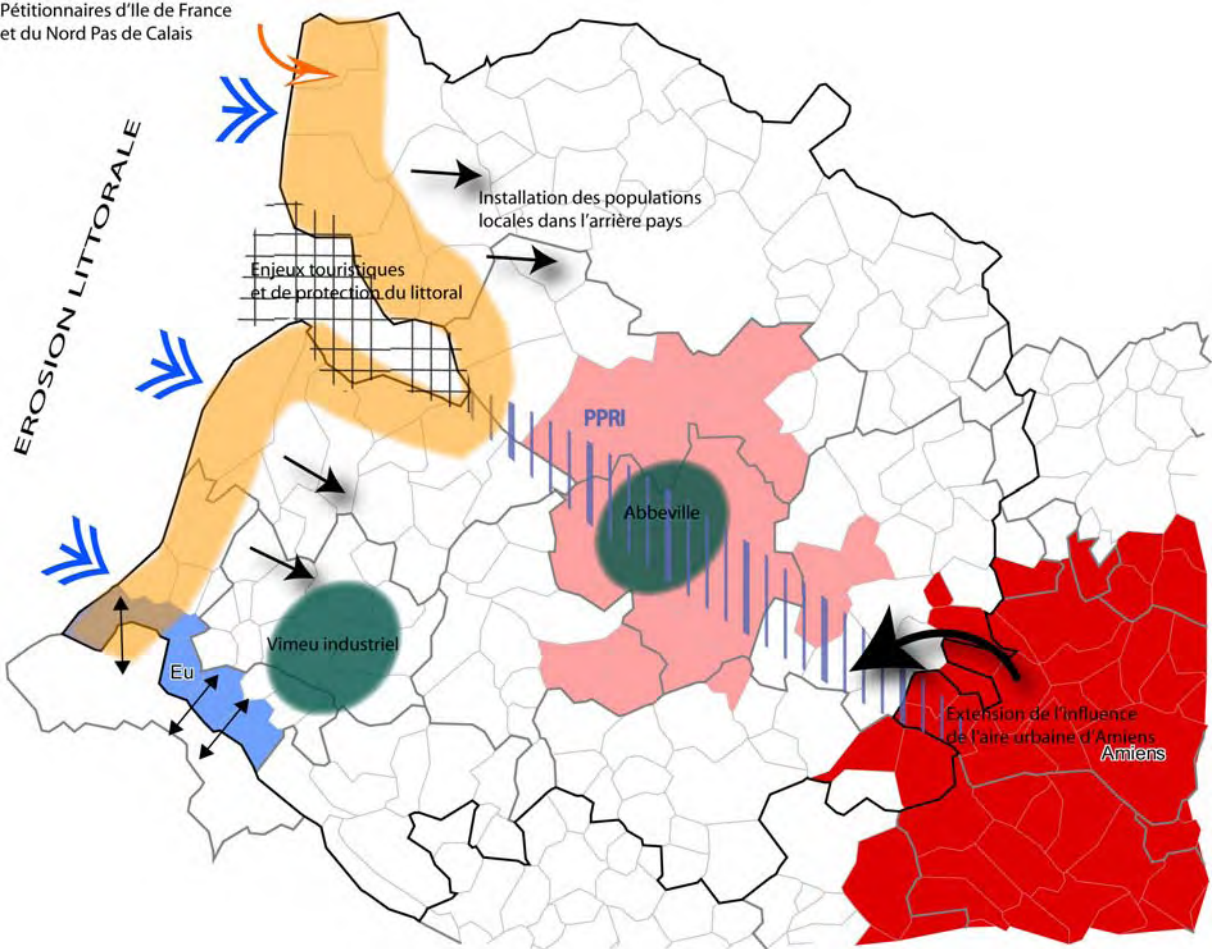 Pétitionnaires d'Ile de France
et du Nord Pas de Calais
EROSION LITTORALE
Installation des populations
locales dans l'arrière pays
Enjeux touristiques
et de protection du littoral
PPRI
Abbeville
Vimeu industriel
Eu
Extension de l'influence
de l'aire urbaine d'Amiens
Amiens